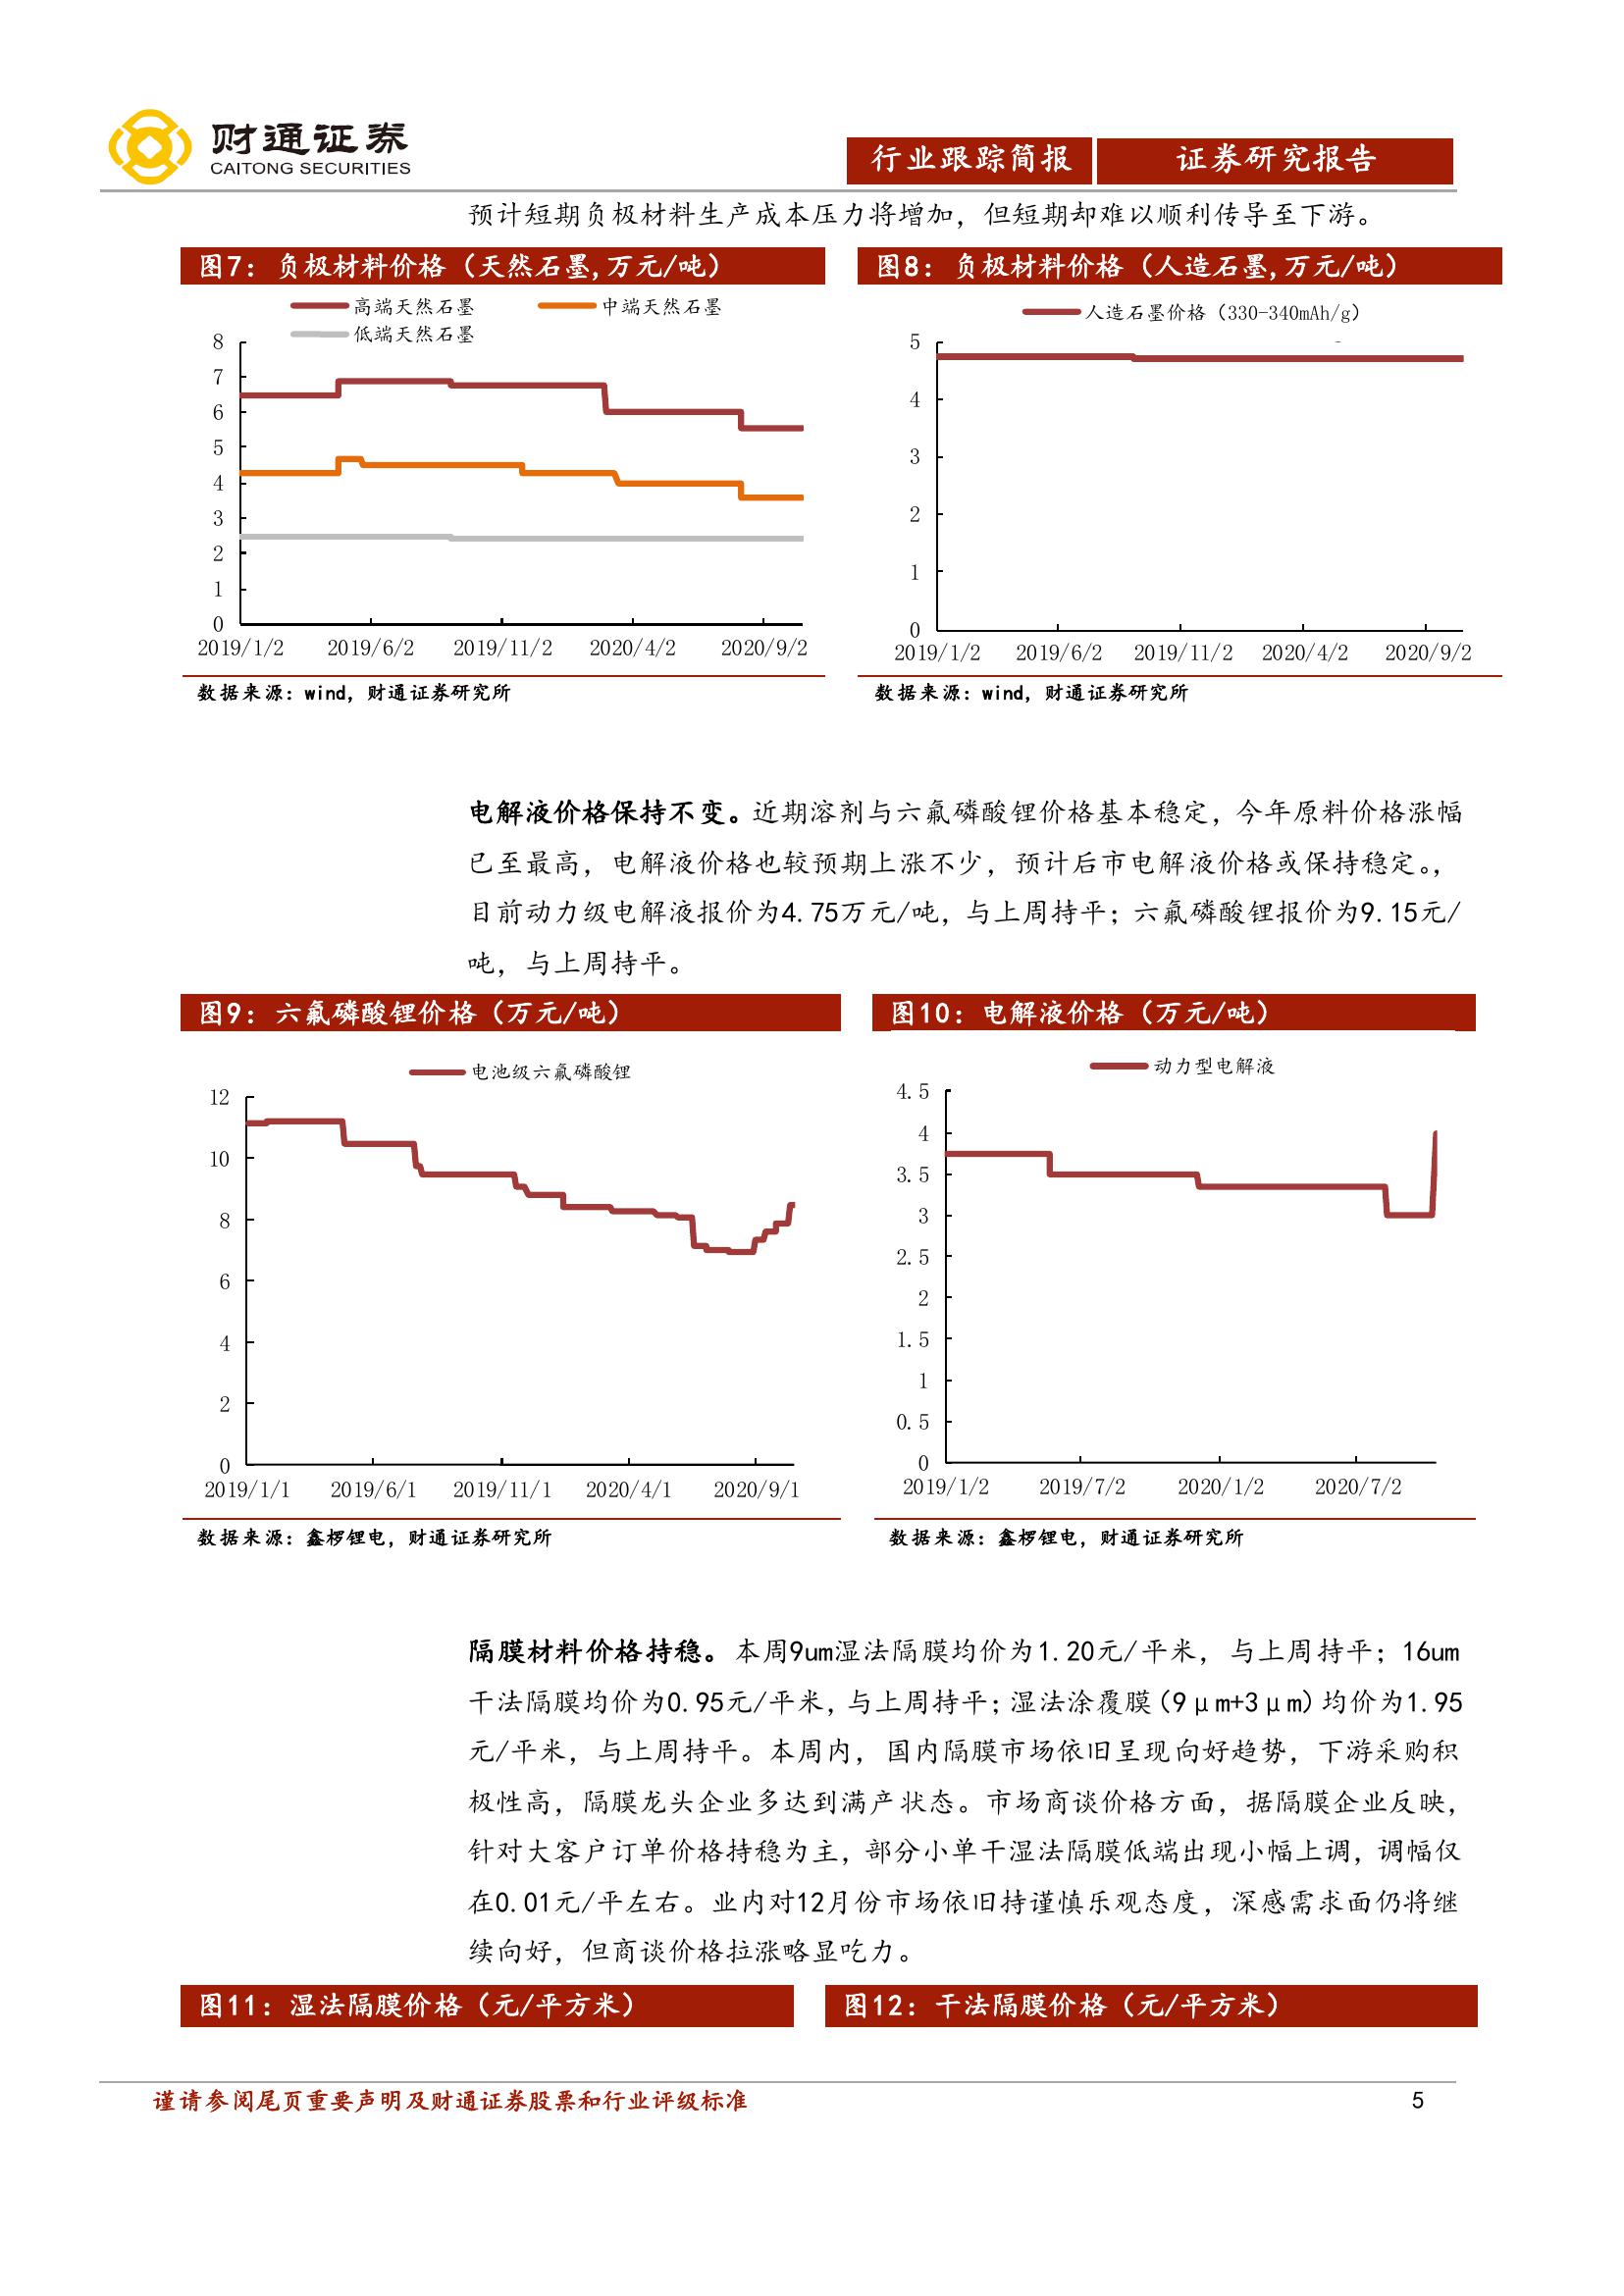 财通证券
CAITONG SECURITIES
行业跟踪简报 证券研究报告
预计短期负极材料生产成本压力将增加，但短期却难以顺利传导至下游。
图7：负极材料价格（天然石墨,万元/吨）
高端天然石墨 中端天然石墨
低端天然石墨
8
7
6
5
4
3
2
1
0
2019/1/2 2019/6/2 2019/11/2 2020/4/2 2020/9/2
数据来源：wind，财通证券研究所
图8：负极材料价格（人造石墨,万元/吨）
人造石墨价格（330-340mAh/g）
5
4
3
2
1
0
2019/1/2 2019/6/2 2019/11/2 2020/4/2 2020/9/2
数据来源：wind，财通证券研究所
电解液价格保持不变。近期溶剂与六氟磷酸锂价格基本稳定，今年原料价格涨幅
已至最高，电解液价格也较预期上涨不少，预计后市电解液价格或保持稳定。，
目前动力级电解液报价为4.75万元/吨，与上周持平；六氟磷酸锂报价为9.15元/
吨，与上周持平。
图9：六氟磷酸锂价格（万元/吨）
电池级六氟磷酸锂
12
10
8
6
4
2
0
2019/1/1 2019/6/1 2019/11/1 2020/4/1 2020/9/1
数据来源：鑫椤锂电，财通证券研究所
图10：电解液价格（万元/吨）
动力型电解液
4.5
4
3.5
3
2.5
2
1.5
1
0.5
0
2019/1/2 2019/7/2 2020/1/2 2020/7/2
数据来源：鑫椤锂电，财通证券研究所
隔膜材料价格持稳。本周9um湿法隔膜均价为1.20元/平米，与上周持平；16um
干法隔膜均价为0.95元/平米，与上周持平；湿法涂覆膜（9μm+3μm）均价为1.95
元/平米，与上周持平。本周内，国内隔膜市场依旧呈现向好趋势，下游采购积
极性高，隔膜龙头企业多达到满产状态。市场商谈价格方面，据隔膜企业反映，
针对大客户订单价格持稳为主，部分小单干湿法隔膜低端出现小幅上调，调幅仅
在0.01元/平左右。业内对12月份市场依旧持谨慎乐观态度，深感需求面仍将继
续向好，但商谈价格拉涨略显吃力。
图11：湿法隔膜价格（元/平方米）
图12：干法隔膜价格（元/平方米）
谨请参阅尾页重要声明及财通证券股票和行业评级标准 5